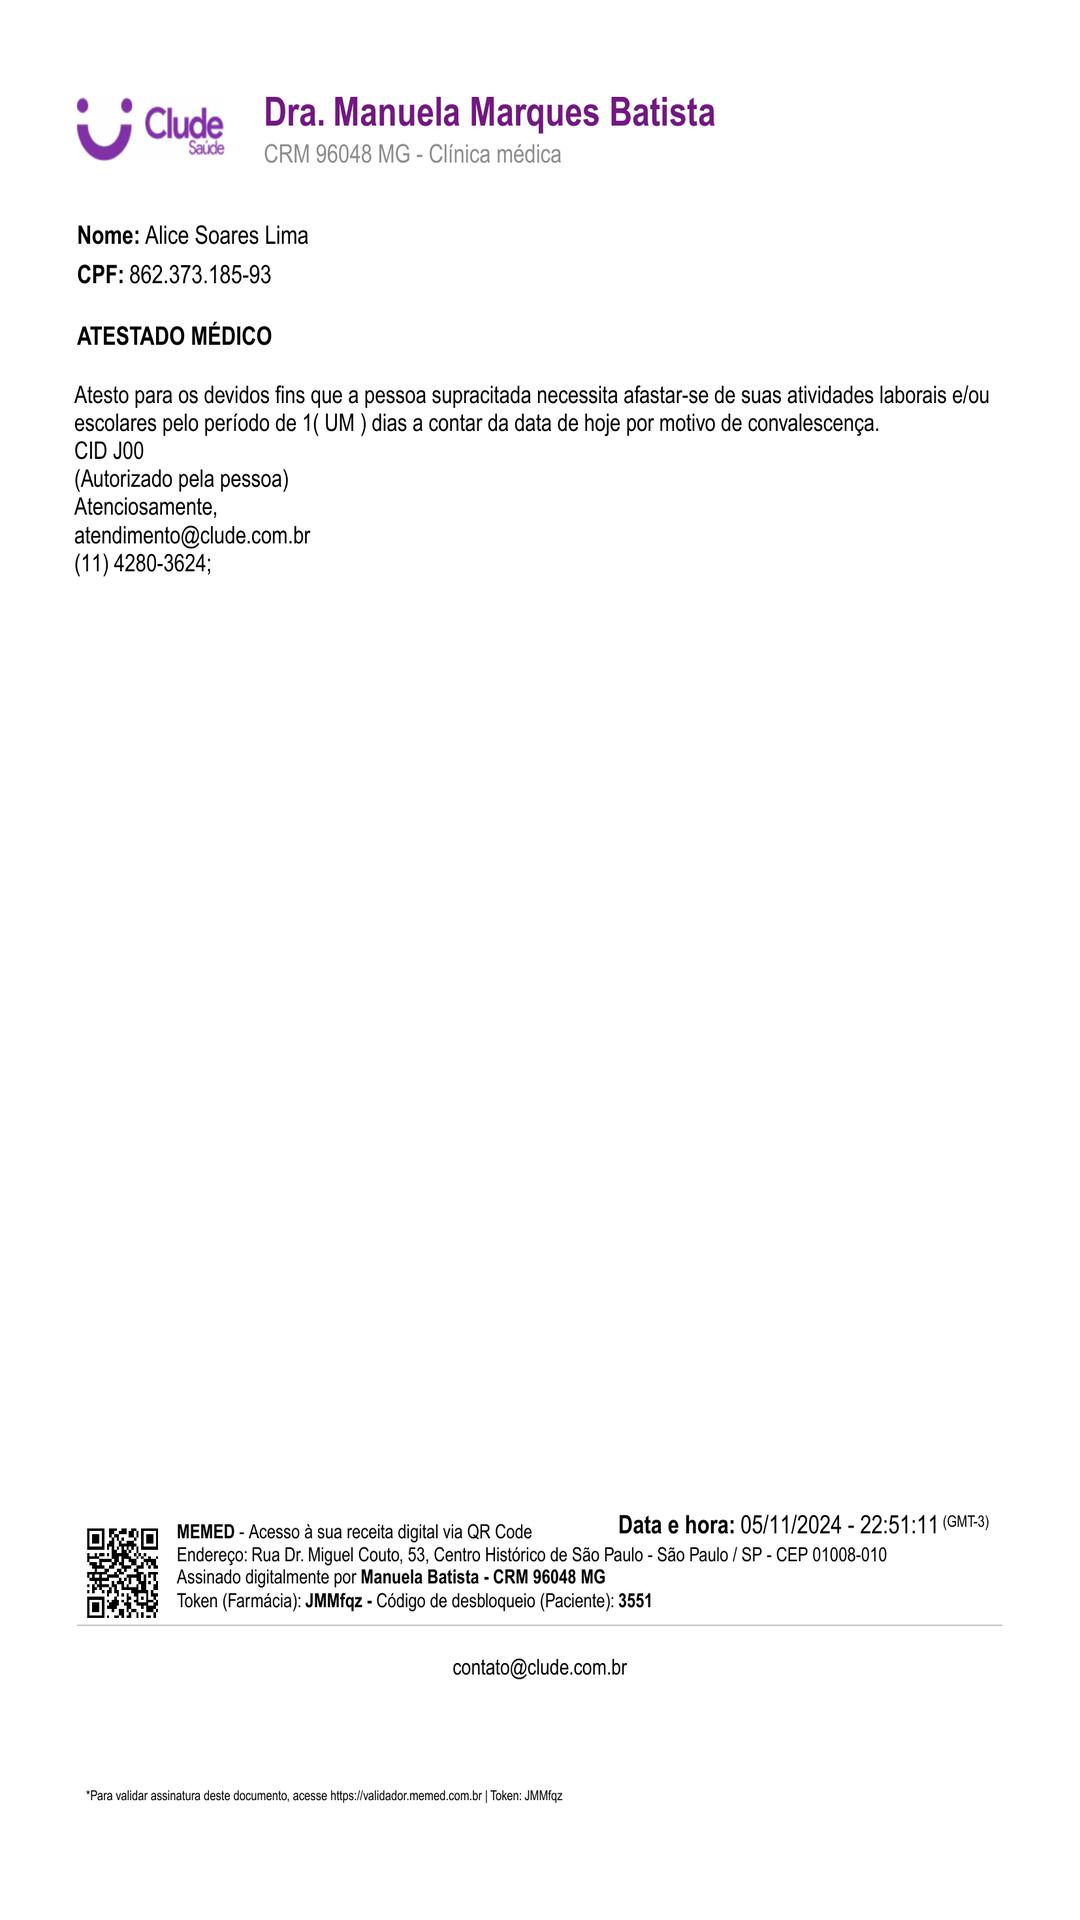 Clude
Saúde
Dra. Manuela Marques Batista
CRM 96048 MG - Clínica médica
Nome: Alice Soares Lima
CPF: 862.373.185-93
ATESTADO MÉDICO
Atesto para os devidos fins que a pessoa supracitada necessita afastar-se de suas atividades laborais e/ou
escolares pelo período de 1( UM ) dias a contar da data de hoje por motivo de convalescença.
CID J00
(Autorizado pela pessoa)
Atenciosamente,
atendimento@clude.com.br
(11) 4280-3624;
Data e hora: 05/11/2024 - 22:51:11 (GMT-3)
MEMED - Acesso à sua receita digital via QR Code
Endereço: Rua Dr. Miguel Couto, 53, Centro Histórico de São Paulo - São Paulo / SP - CEP 01008-010
Assinado digitalmente por Manuela Batista - CRM 96048 MG
Token (Farmácia): JMMfqz - Código de desbloqueio (Paciente): 3551
contato@clude.com.br
*Para validar assinatura deste documento, acesse https://validador.memed.com.br | Token: JMMfqz